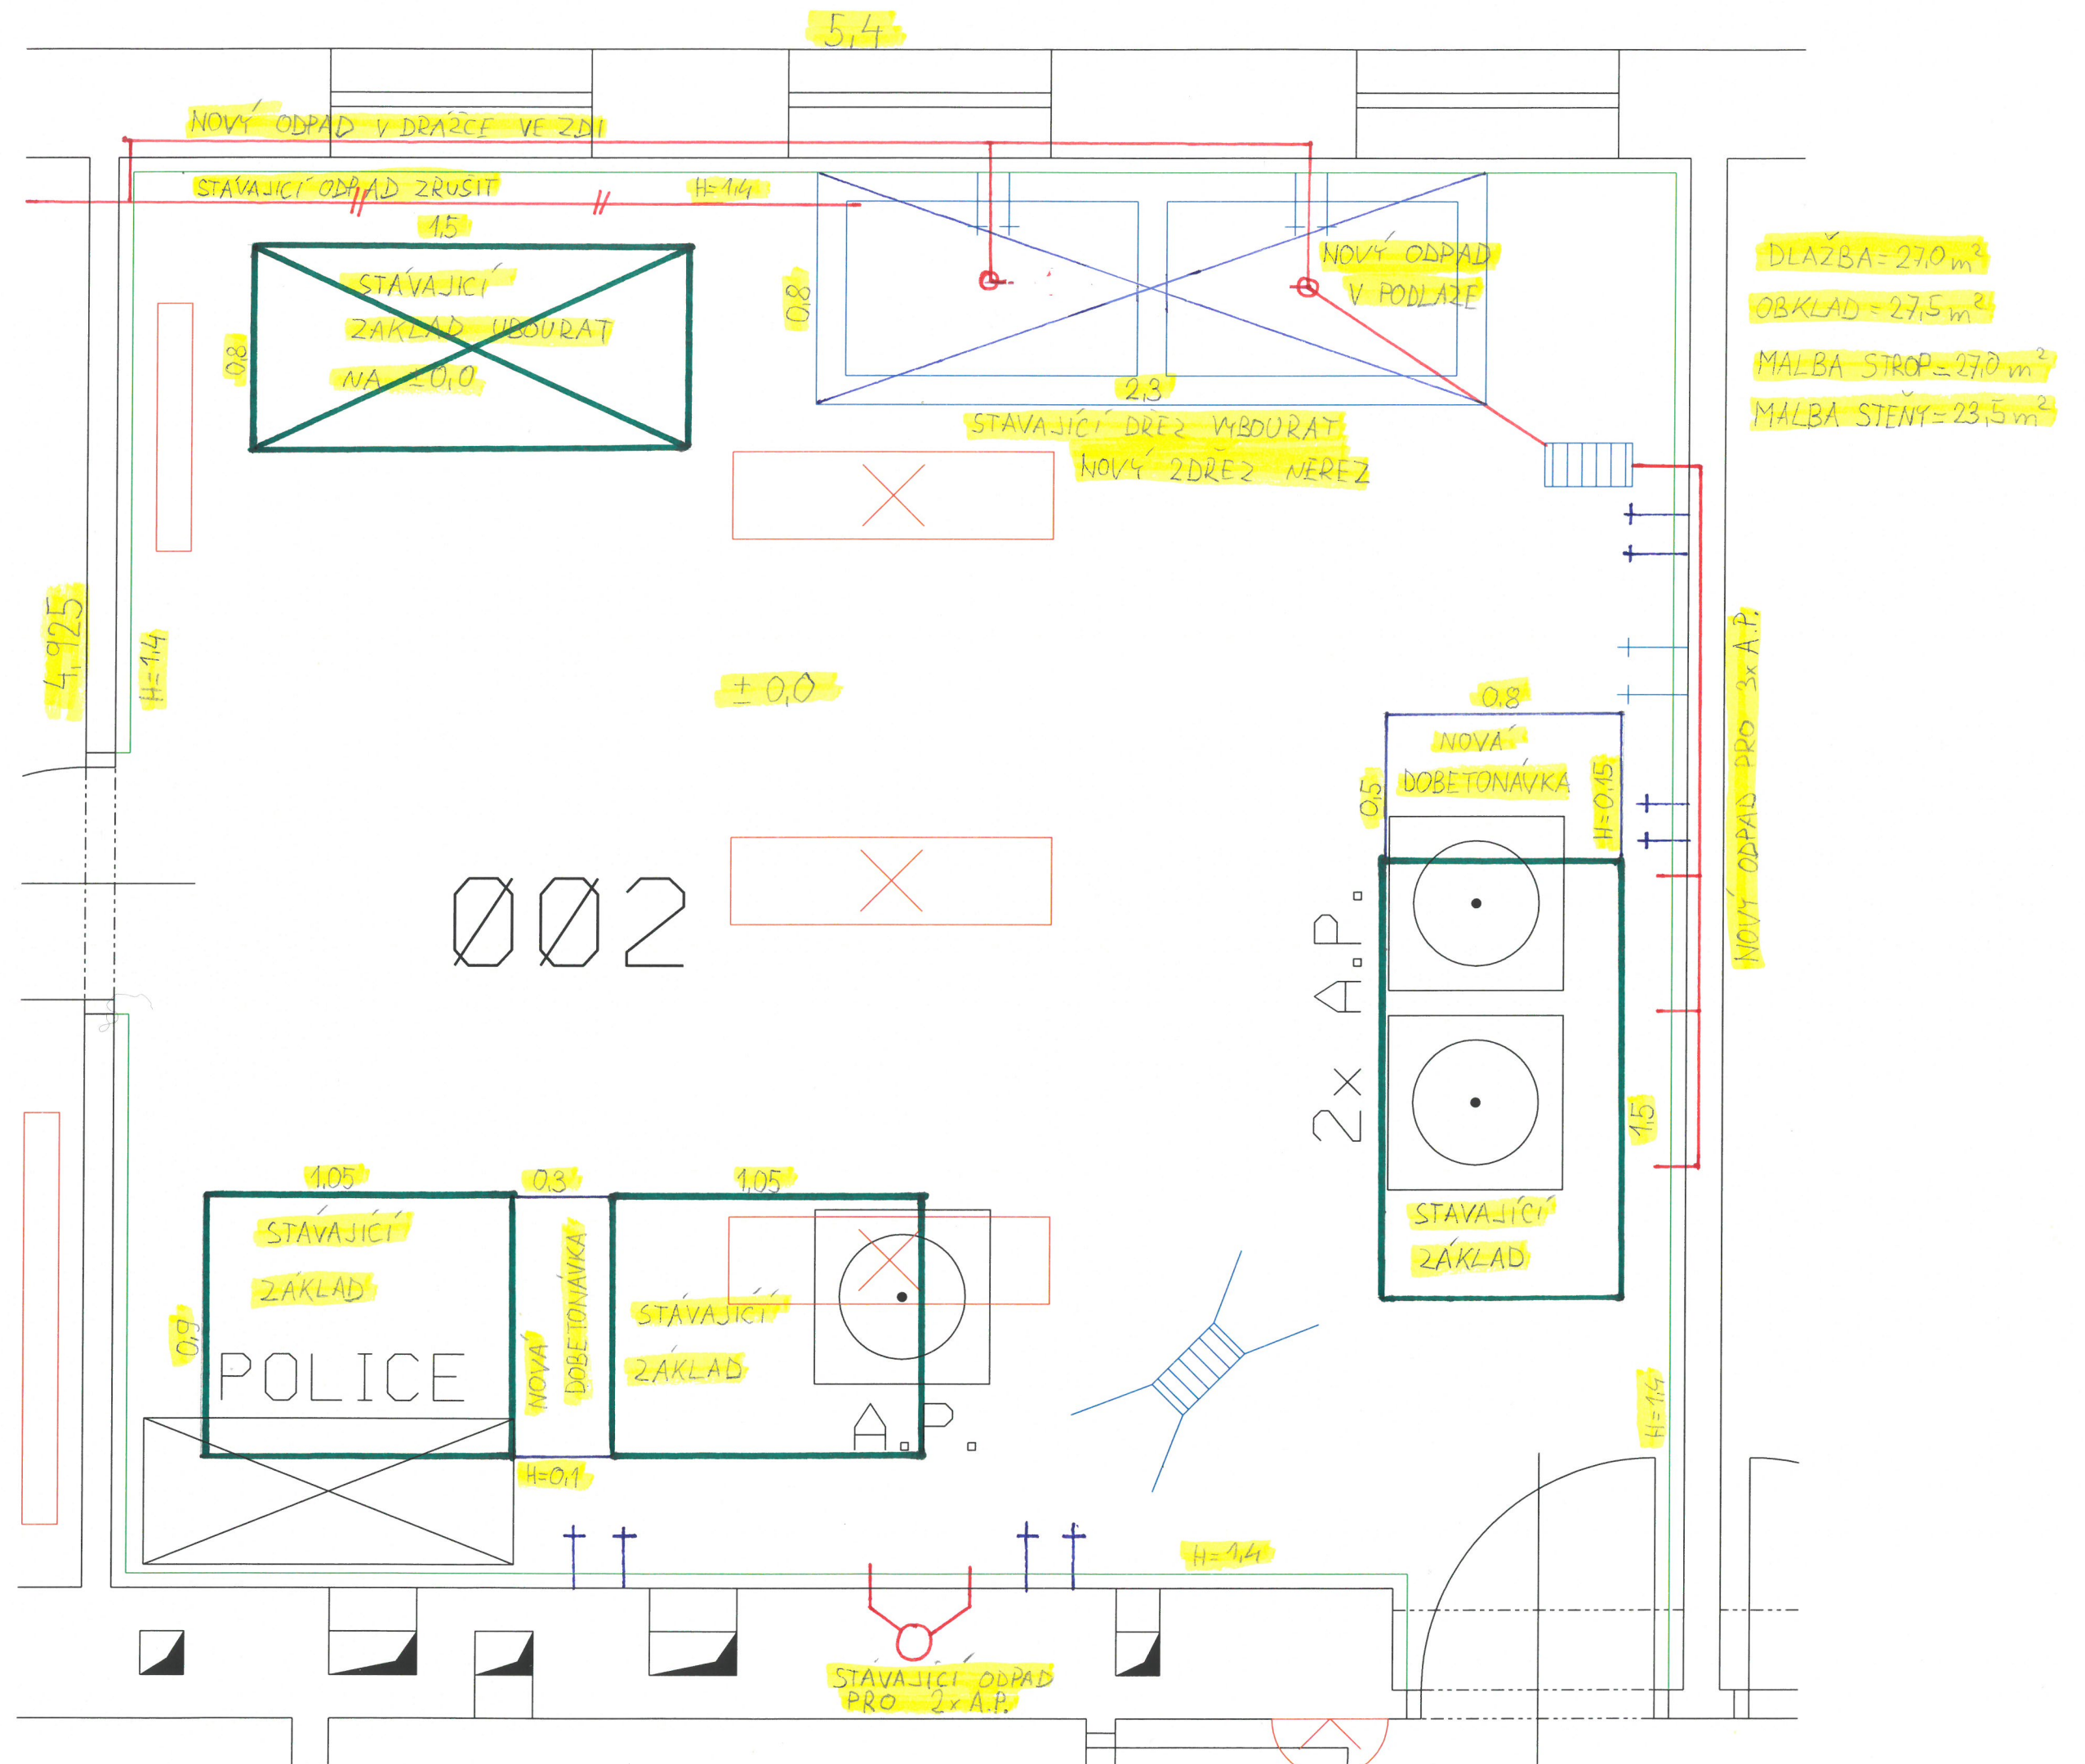 5,4
NOVÝ ODPAD V DRÁŽCE VE ZDI
STÁVAJÍCÍ ODPAD ZRUŠIT
H=1,4
1,5
STÁVAJÍCÍ
ZÁKLAD UBOURAT
NA ±0,0
0,8
0,8
NOVÝ ODPAD
V PODLAZE
2,3
STÁVAJÍCÍ DŘEZ VYBOURAT
NOVÝ 2DŘEZ NEREZ
DLAŽBA = 27,0 m²
OBKLAD = 27,5 m²
MALBA STROP = 27,0 m²
MALBA STĚNY = 23,5 m²
4,925
H=1,4
±0,0
0,8
NOVÁ
DOBETONÁVKA
0,5
H=0,15
NOVÝ ODPAD PRO 3x A.P.
002
2x A.P.
1,5
STÁVAJÍCÍ
ZÁKLAD
1,05
0,3
1,05
STÁVAJÍCÍ
ZÁKLAD
0,9
POLICE
NOVÁ
DOBETONÁVKA
STÁVAJÍCÍ
ZÁKLAD
A.P.
H=0,1
H=1,4
H=1,4
STÁVAJÍCÍ ODPAD
PRO 2x A.P.